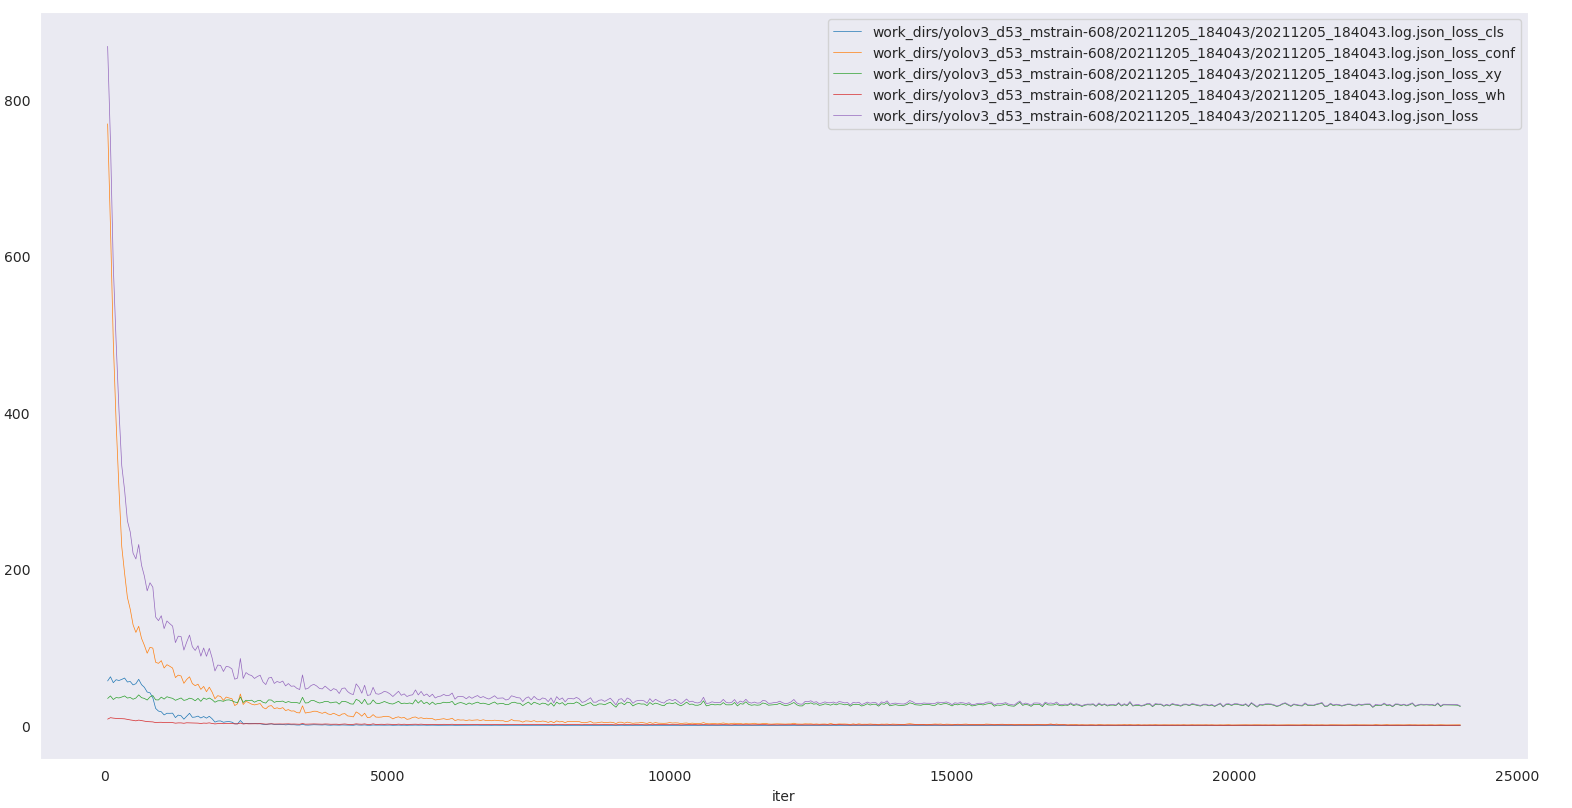 work_dirs/yolov3_d53_mstrain-608/20211205_184043/20211205_184043.log.json_loss_cls
work_dirs/yolov3_d53_mstrain-608/20211205_184043/20211205_184043.log.json_loss_conf
work_dirs/yolov3_d53_mstrain-608/20211205_184043/20211205_184043.log.json_loss_xy
work_dirs/yolov3_d53_mstrain-608/20211205_184043/20211205_184043.log.json_loss_wh
work_dirs/yolov3_d53_mstrain-608/20211205_184043/20211205_184043.log.json_loss
800
600
400
200
0
0 5000 10000 15000 20000 25000
iter